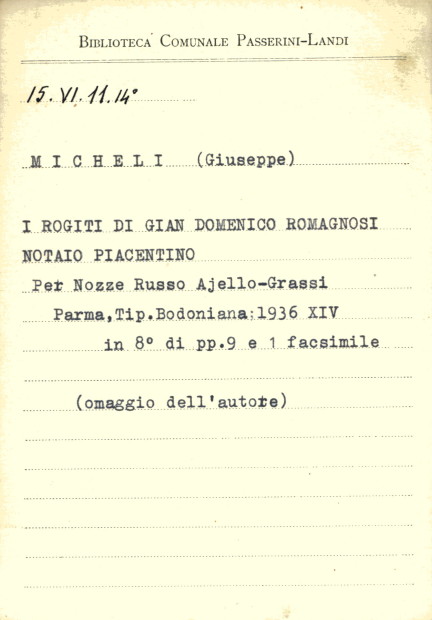 BIBLIOTECA COMUNALE PASSERINI-LANDI
15.VI.11.14°
MICHELI (Giuseppe)
I ROGITI DI GIAN DOMENICO ROMAGNOSI
NOTAIO PIACENTINO
Per Nozze Russo Ajello-Grassi
Parma,Tip.Bodoniana:1936 XIV
in 8° di pp.9 e 1 facsimile
(omaggio dell'autore)